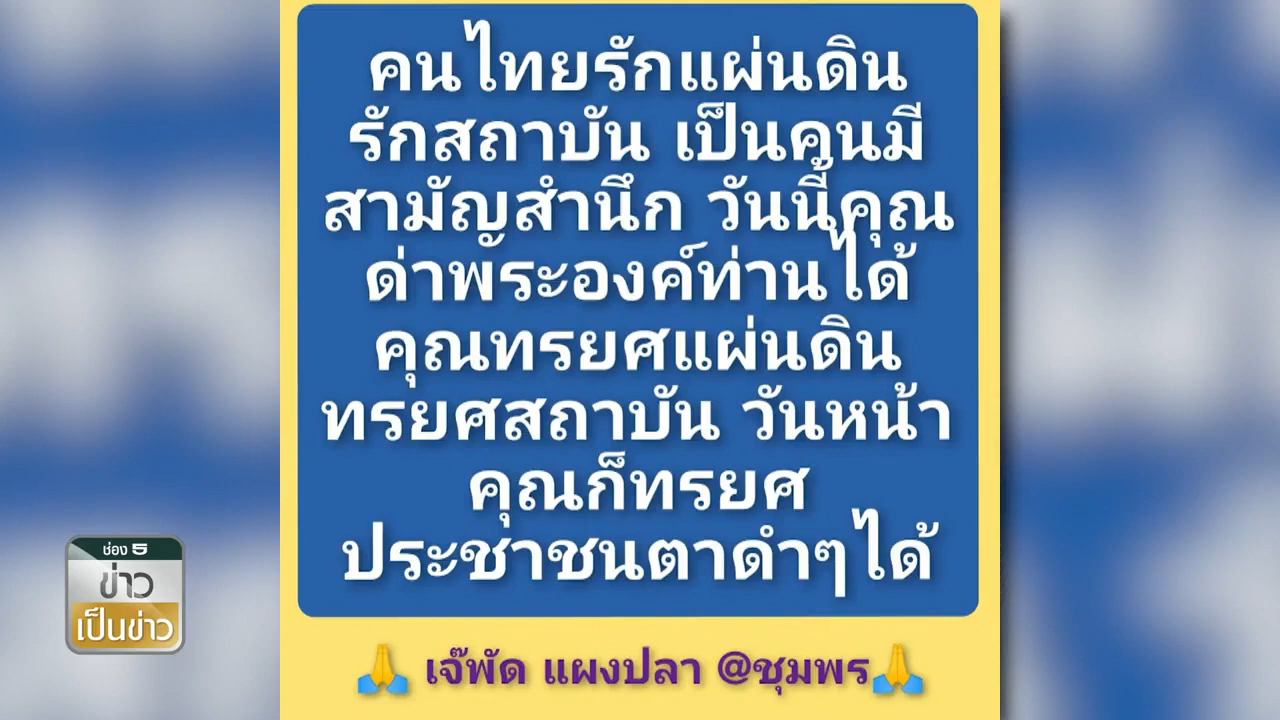 คนไทยรักแผ่นดิน
รักสถาบัน เป็นคนมี
สามัญสำนึก วันนี้คุณ
ด่าพระองค์ท่านได้
คุณทรยศแผ่นดิน
ทรยศสถาบัน วันหน้า
คุณก็ทรยศ
ประชาชนตาดำๆได้
🙏 เจ๊พัด แผงปลา @ชุมพร🙏
ช่อง 5
ข่าว
เป็นข่าว